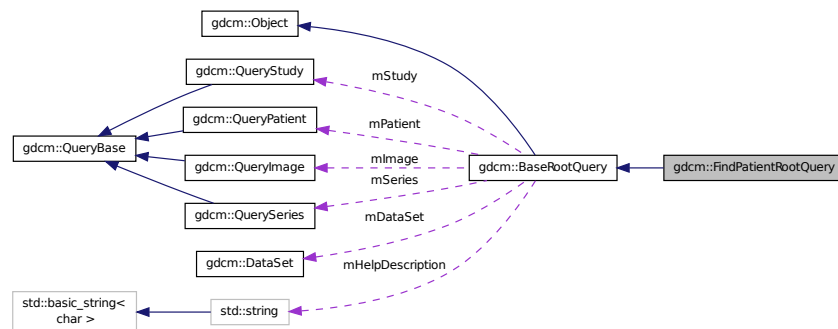 gdcm::Object
gdcm::QueryStudy
mStudy
gdcm::QueryPatient
mPatient
gdcm::QueryBase
gdcm::QueryImage
mImage
gdcm::BaseRootQuery
gdcm::FindPatientRootQuery
mSeries
gdcm::QuerySeries
mDataSet
gdcm::DataSet
mHelpDescription
std::basic_string<
char >
std::string